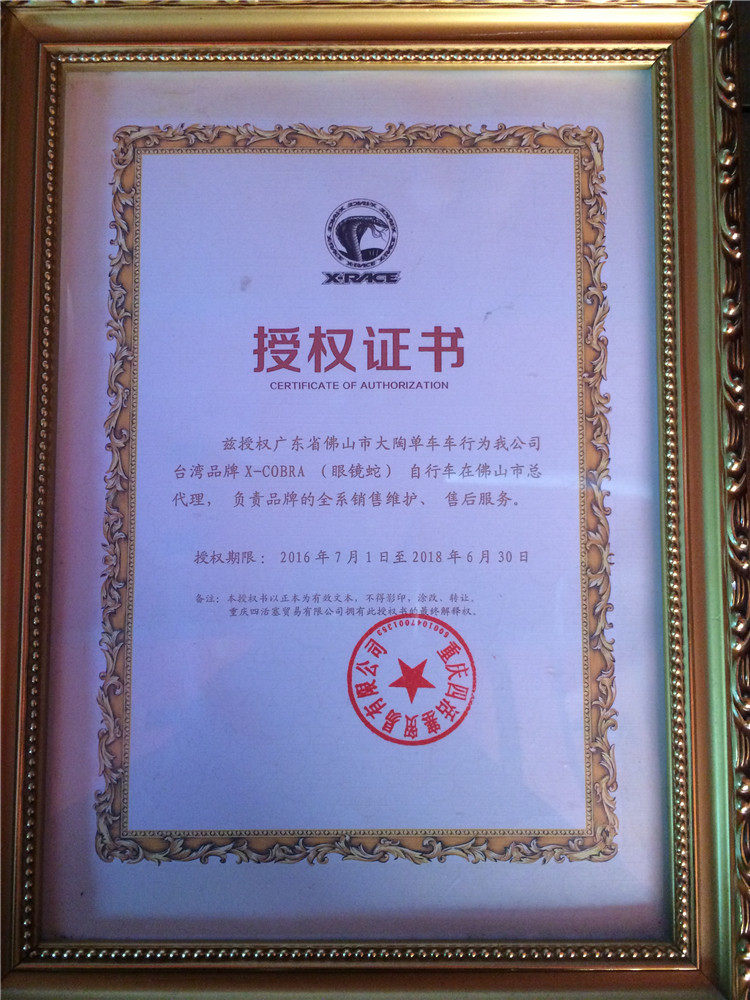 X-RACE
授权证书
CERTIFICATE OF AUTHORIZATION
兹授权广东省佛山市大陶单车车行为我公司
台湾品牌 X-COBRA （眼镜蛇） 自行车在佛山市总
代理， 负责品牌的全系销售维护、 售后服务。
授权期限： 2016 年 7 月 1 日至 2018 年 6 月 30 日
备注：本授权书以正本为有效文本，不得影印，涂改、转让。
重庆四活塞贸易有限公司拥有此授权书的最终解释权。
重庆四活塞贸易有限公司